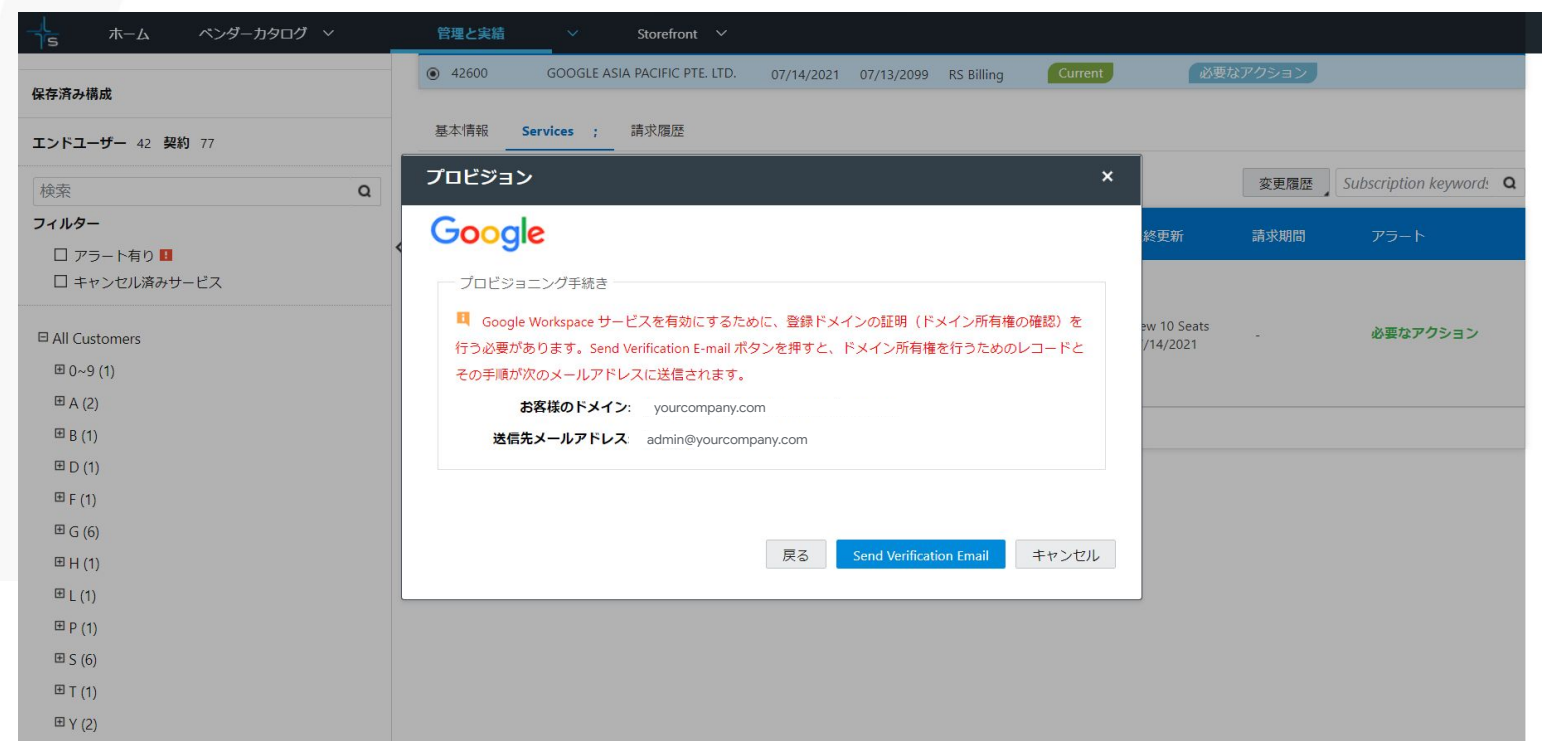 S
ホーム ベンダーカタログ 管理と実績 Storefront
42600 GOOGLE ASIA PACIFIC PTE. LTD. 07/14/2021 07/13/2099 RS Billing Current 必要なアクション
保存済み構成
エンドユーザー 42 契約 77
検索
フィルター
アラート有り
キャンセル済みサービス
All Customers
0~9 (1)
A (2)
B (1)
D (1)
F (1)
G (6)
H (1)
L (1)
P (1)
S (6)
T (1)
Y (2)
基本情報 Services ; 請求履歴
変更履歴 Subscription keyword:
終更新 請求期間 アラート
ew 10 Seats
/14/2021
-
必要なアクション
プロビジョン ×
Google
プロビジョニング手続き
Google Workspace サービスを有効にするために、登録ドメインの証明（ドメイン所有権の確認）を
行う必要があります。Send Verification E-mail ボタンを押すと、ドメイン所有権を行うためのレコードと
その手順が次のメールアドレスに送信されます。
お客様のドメイン: yourcompany.com
送信先メールアドレス: admin@yourcompany.com
戻る Send Verification Email キャンセル